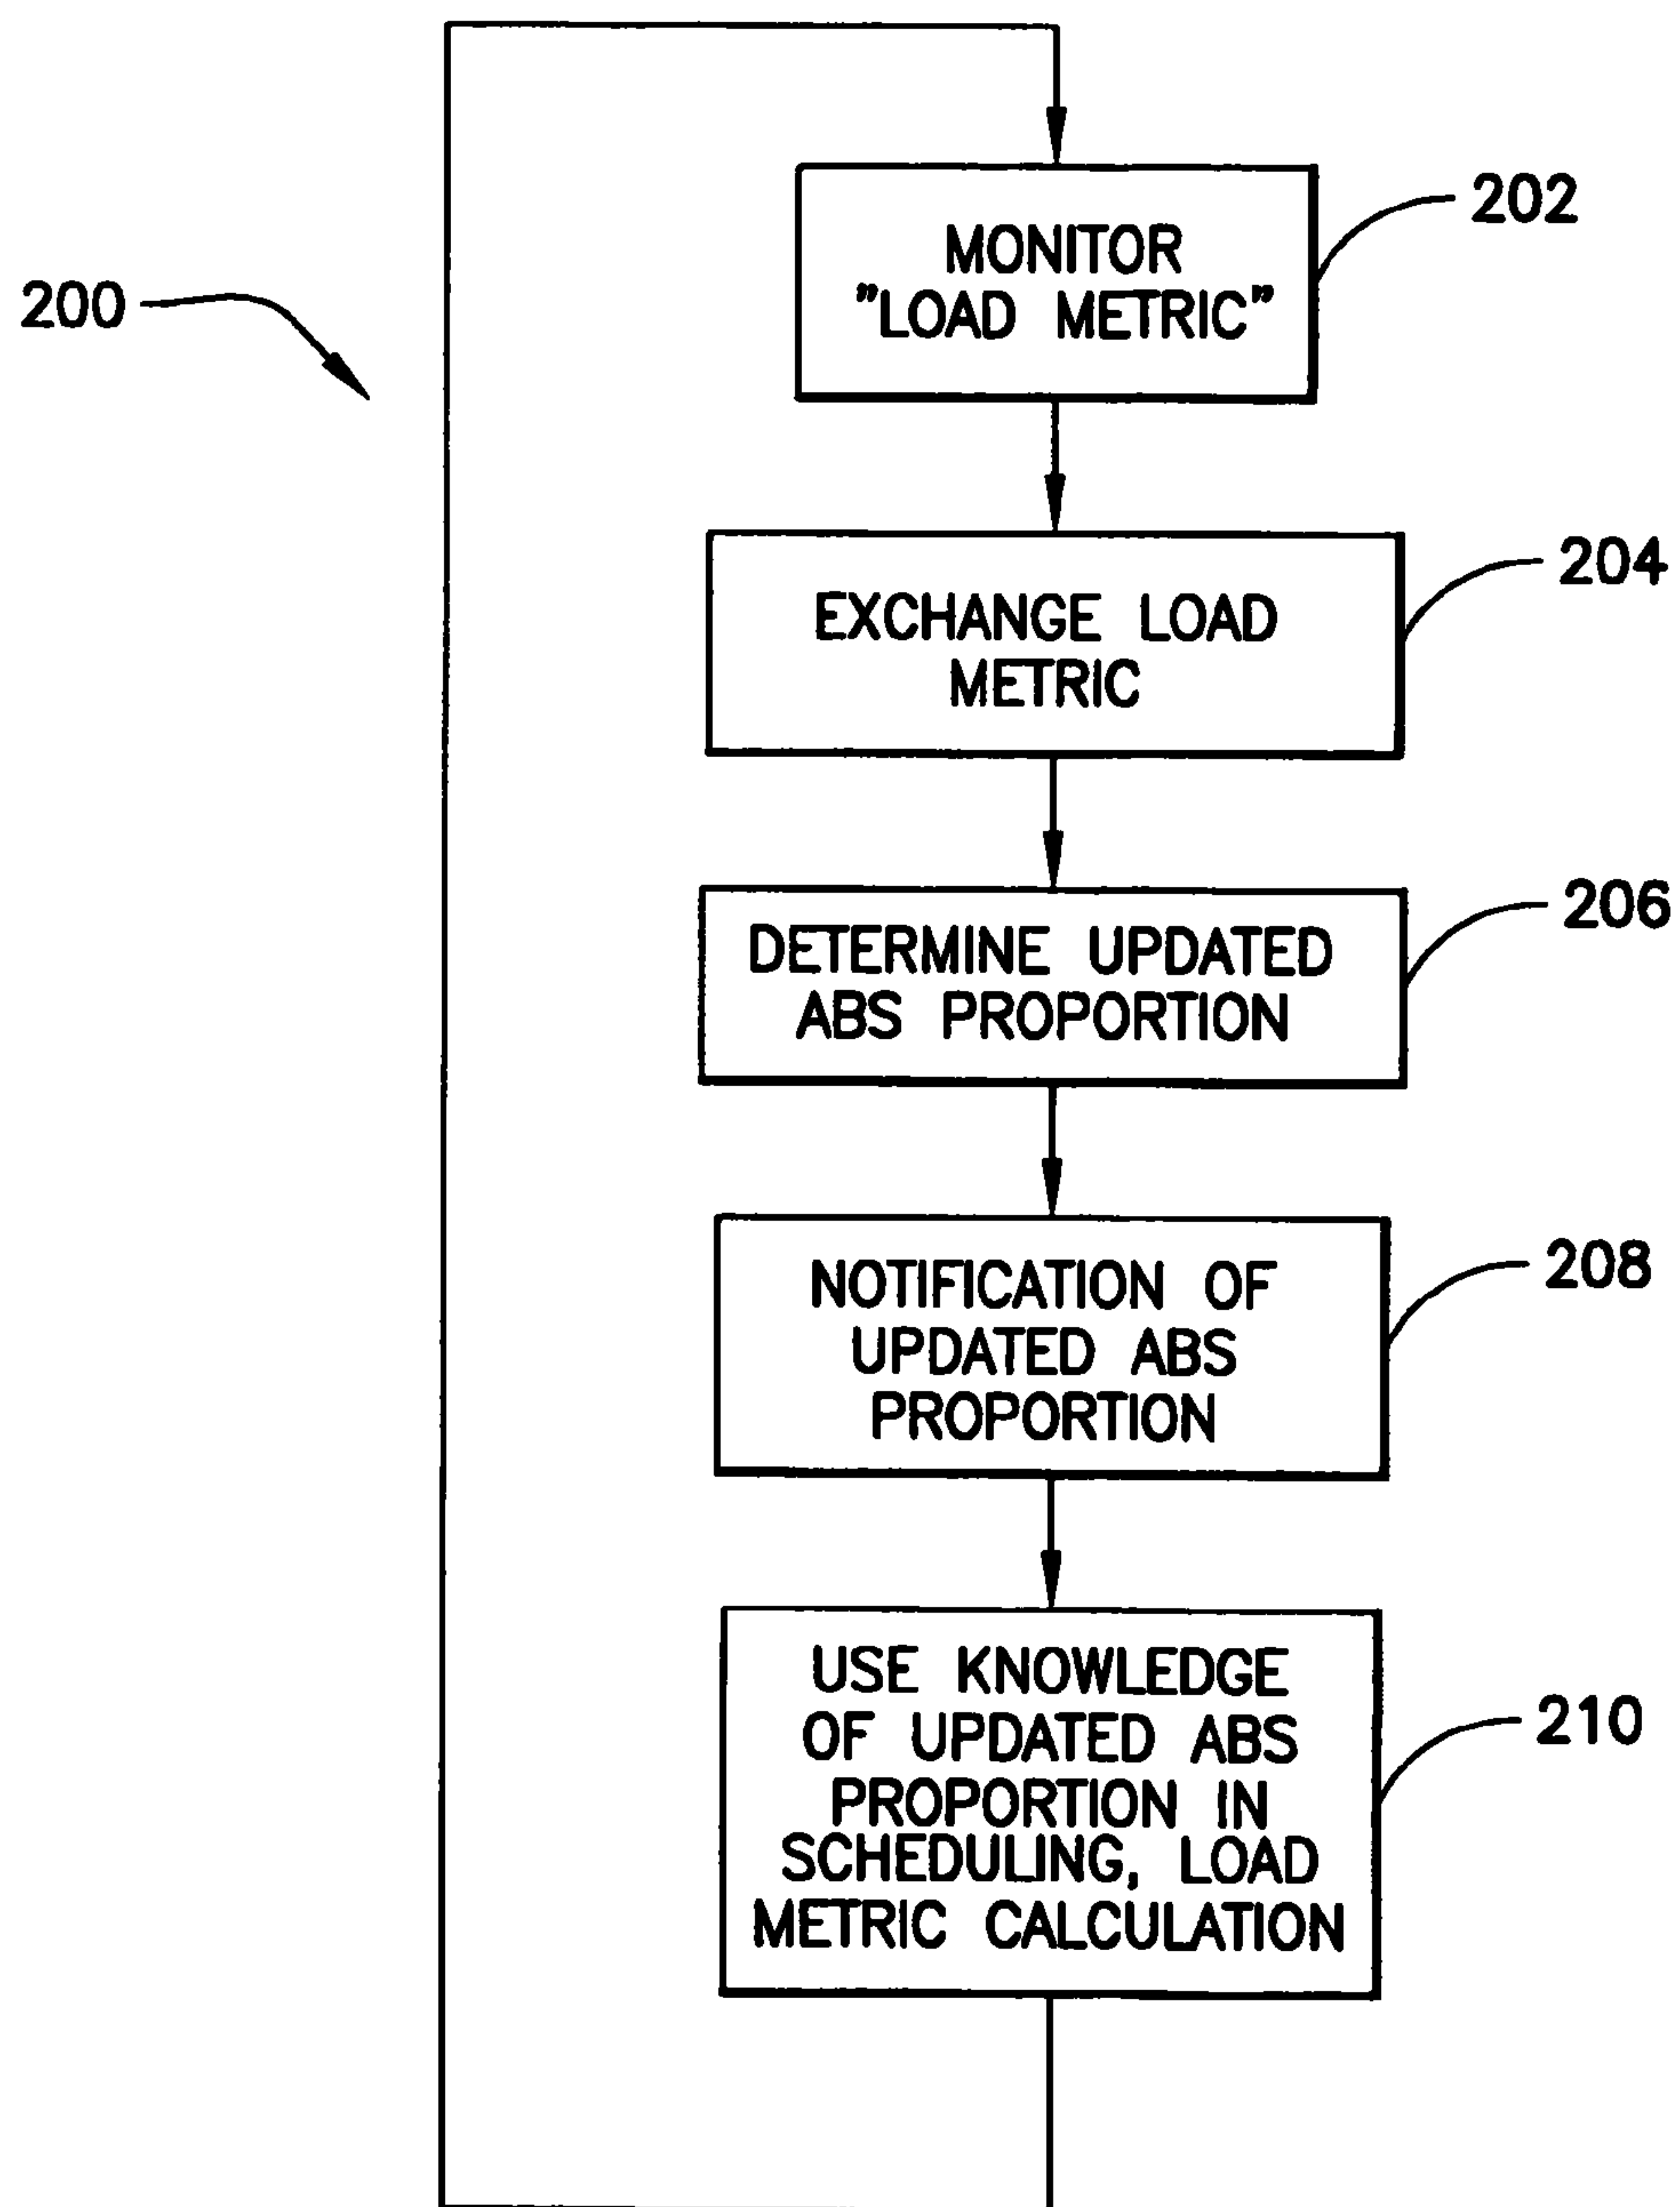 200
MONITOR
"LOAD METRIC"
202
EXCHANGE LOAD
METRIC
204
DETERMINE UPDATED
ABS PROPORTION
206
NOTIFICATION OF
UPDATED ABS
PROPORTION
208
USE KNOWLEDGE
OF UPDATED ABS
PROPORTION IN
SCHEDULING, LOAD
METRIC CALCULATION
210